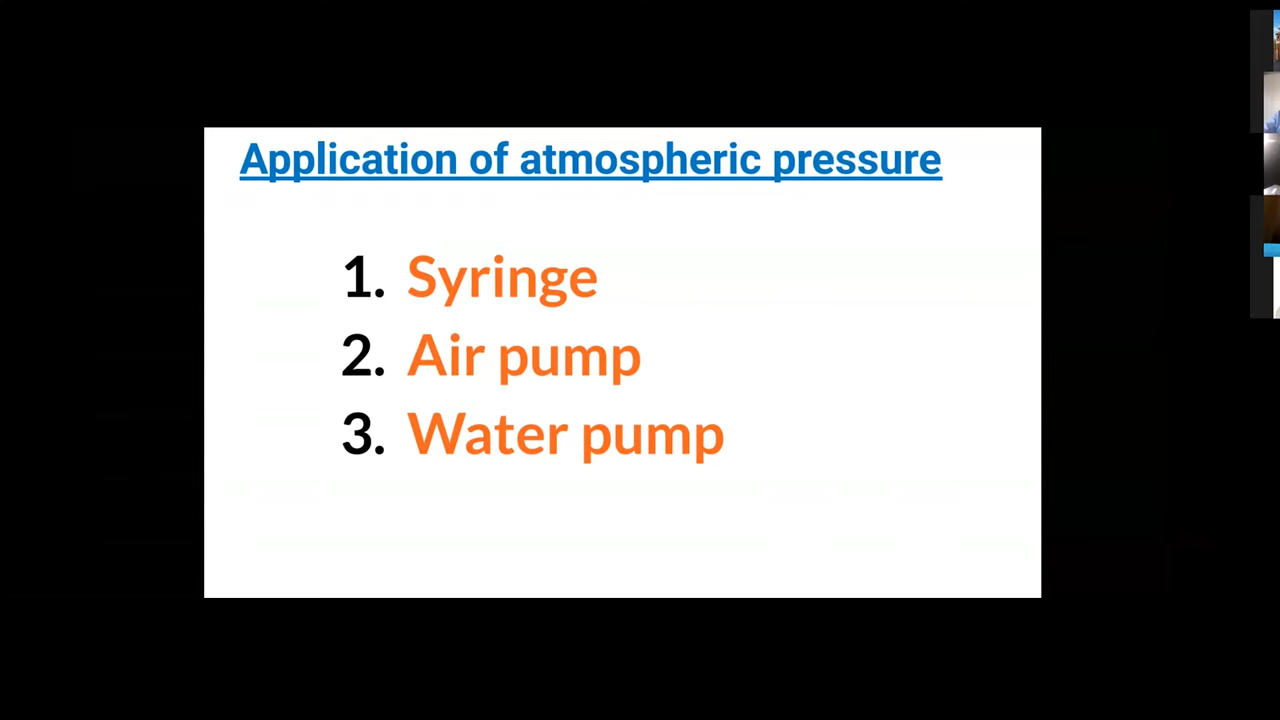 Application of atmospheric pressure
1. Syringe
2. Air pump
3. Water pump